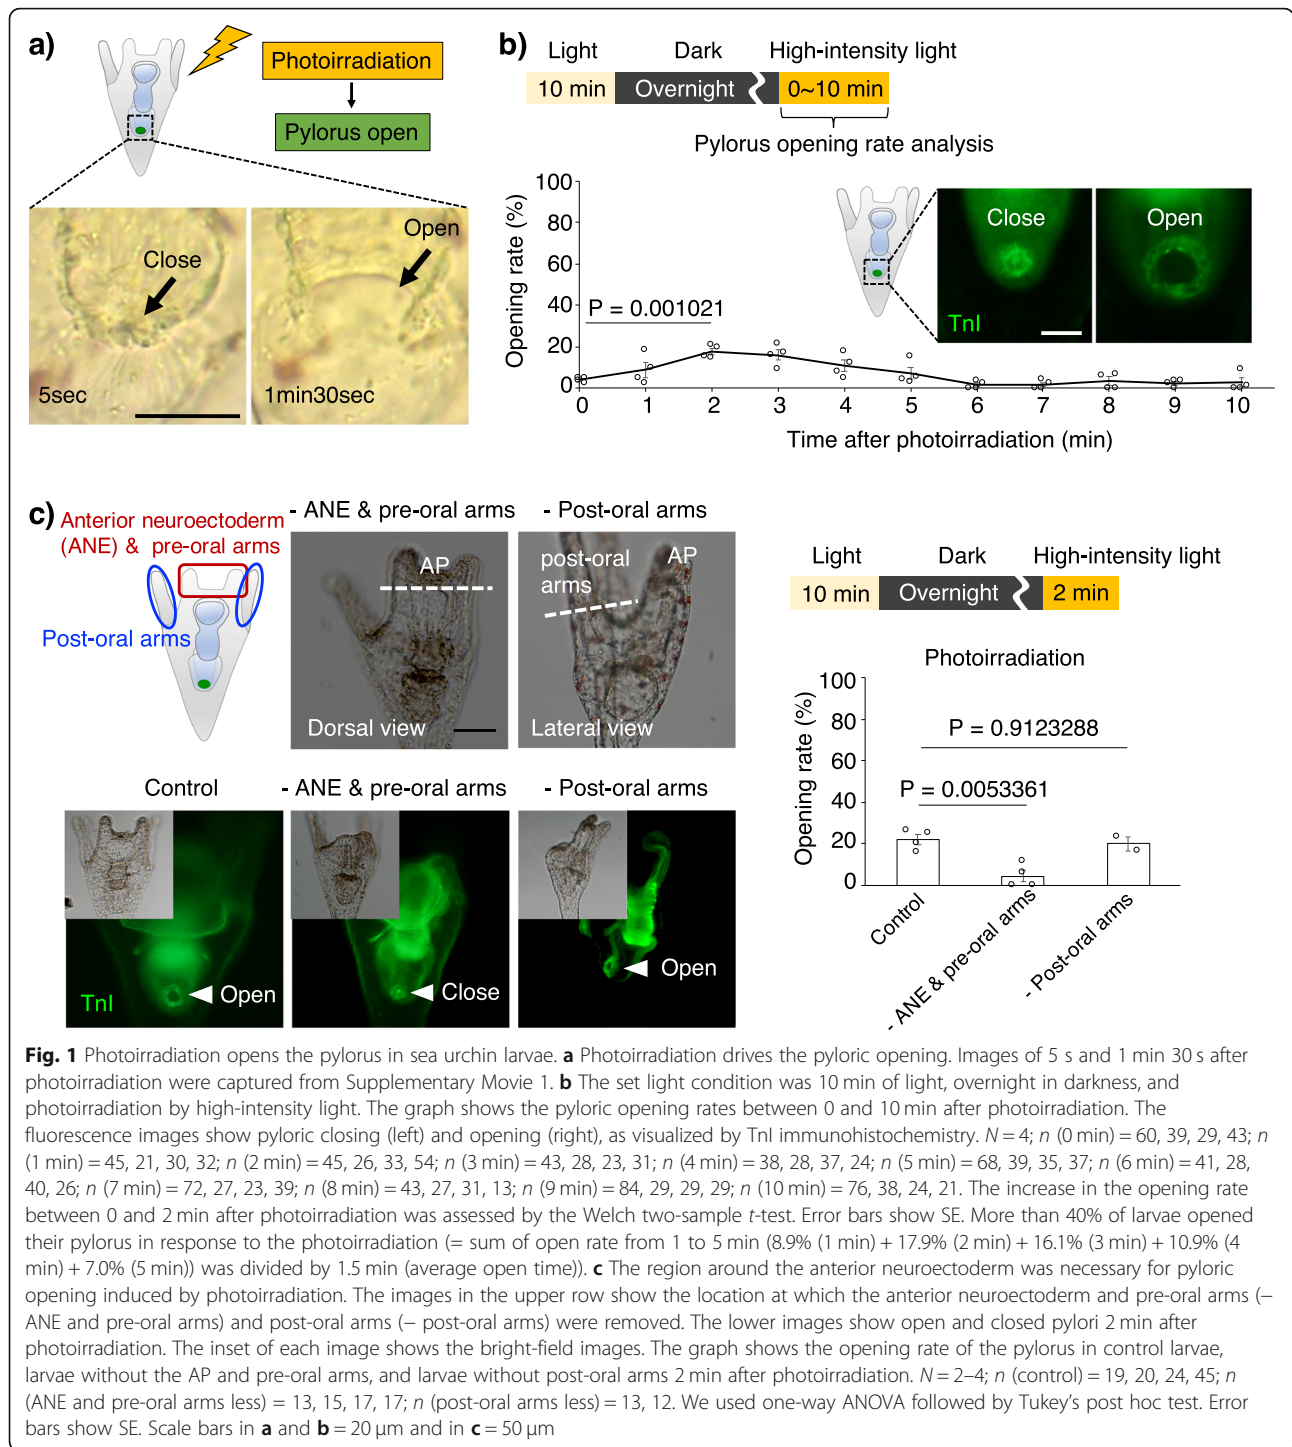 a)
Photoirradiation
Pylorus open
Close
5sec
Open
1min30sec
b)
Light Dark High-intensity light
10 min Overnight 0~10 min
Pylorus opening rate analysis
Opening rate (%)
100
80
60
40
20
0
P = 0.001021
Close
TnI
Open
0 1 2 3 4 5 6 7 8 9 10
Time after photoirradiation (min)
c)
Anterior neuroectoderm
(ANE) & pre-oral arms
Post-oral arms
- ANE & pre-oral arms
AP
Dorsal view
- Post-oral arms
post-oral
arms
AP
Lateral view
Control
TnI
Open
- ANE & pre-oral arms
Close
- Post-oral arms
Open
Light Dark High-intensity light
10 min Overnight 2 min
Photoirradiation
Opening rate (%)
100
80
60
40
20
0
P = 0.9123288
P = 0.0053361
Control
- ANE & pre-oral arms
- Post-oral arms
Fig. 1 Photoirradiation opens the pylorus in sea urchin larvae. a Photoirradiation drives the pyloric opening. Images of 5 s and 1 min 30 s after
photoirradiation were captured from Supplementary Movie 1. b The set light condition was 10 min of light, overnight in darkness, and
photoirradiation by high-intensity light. The graph shows the pyloric opening rates between 0 and 10 min after photoirradiation. The
fluorescence images show pyloric closing (left) and opening (right), as visualized by TnI immunohistochemistry. N = 4; n (0 min) = 60, 39, 29, 43; n
(1 min) = 45, 21, 30, 32; n (2 min) = 45, 26, 33, 54; n (3 min) = 43, 28, 23, 31; n (4 min) = 38, 28, 37, 24; n (5 min) = 68, 39, 35, 37; n (6 min) = 41, 28,
40, 26; n (7 min) = 72, 27, 23, 39; n (8 min) = 43, 27, 31, 13; n (9 min) = 84, 29, 29, 29; n (10 min) = 76, 38, 24, 21. The increase in the opening rate
between 0 and 2 min after photoirradiation was assessed by the Welch two-sample t-test. Error bars show SE. More than 40% of larvae opened
their pylorus in response to the photoirradiation (= sum of open rate from 1 to 5 min (8.9% (1 min) + 17.9% (2 min) + 16.1% (3 min) + 10.9% (4
min) + 7.0% (5 min)) was divided by 1.5 min (average open time)). c The region around the anterior neuroectoderm was necessary for pyloric
opening induced by photoirradiation. The images in the upper row show the location at which the anterior neuroectoderm and pre-oral arms (−
ANE and pre-oral arms) and post-oral arms (− post-oral arms) were removed. The lower images show open and closed pylori 2 min after
photoirradiation. The inset of each image shows the bright-field images. The graph shows the opening rate of the pylorus in control larvae,
larvae without the AP and pre-oral arms, and larvae without post-oral arms 2 min after photoirradiation. N = 2–4; n (control) = 19, 20, 24, 45; n
(ANE and pre-oral arms less) = 13, 15, 17, 17; n (post-oral arms less) = 13, 12. We used one-way ANOVA followed by Tukey's post hoc test. Error
bars show SE. Scale bars in a and b = 20 μm and in c = 50 μm